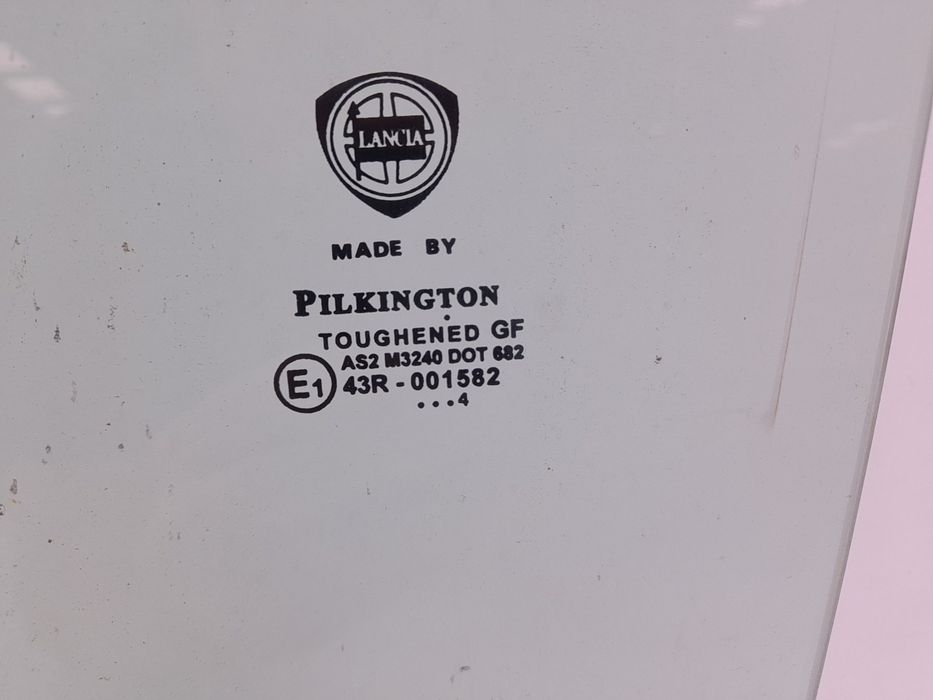 LANCIA
MADE BY
PILKINGTON
TOUGHENED GF
AS2 M3240 DOT 682
E1 43R - 001582
...4